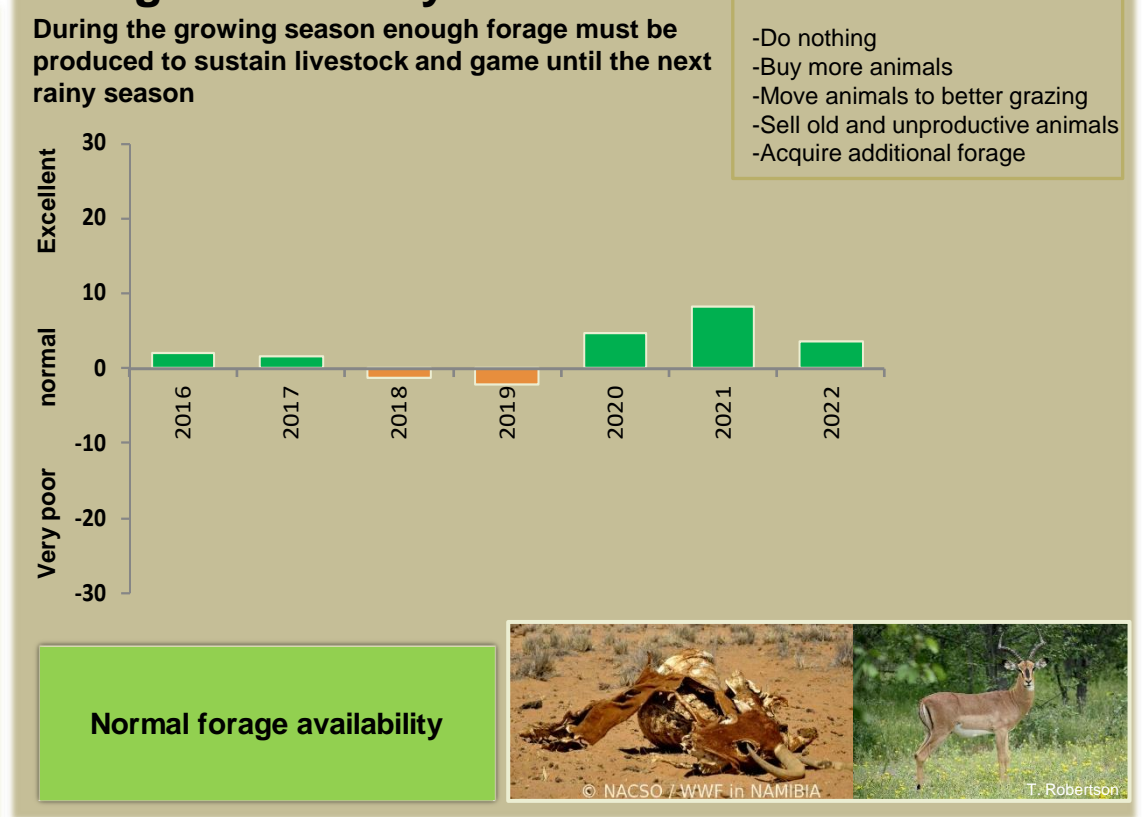 During the growing season enough forage must be
produced to sustain livestock and game until the next
rainy season
-Do nothing
-Buy more animals
-Move animals to better grazing
-Sell old and unproductive animals
-Acquire additional forage
Excellent
normal
Very poor
30
20
10
0
-10
-20
-30
2016
2017
2018
2019
2020
2021
2022
Normal forage availability
© NACSO / WWF in NAMIBIA
T. Robertson